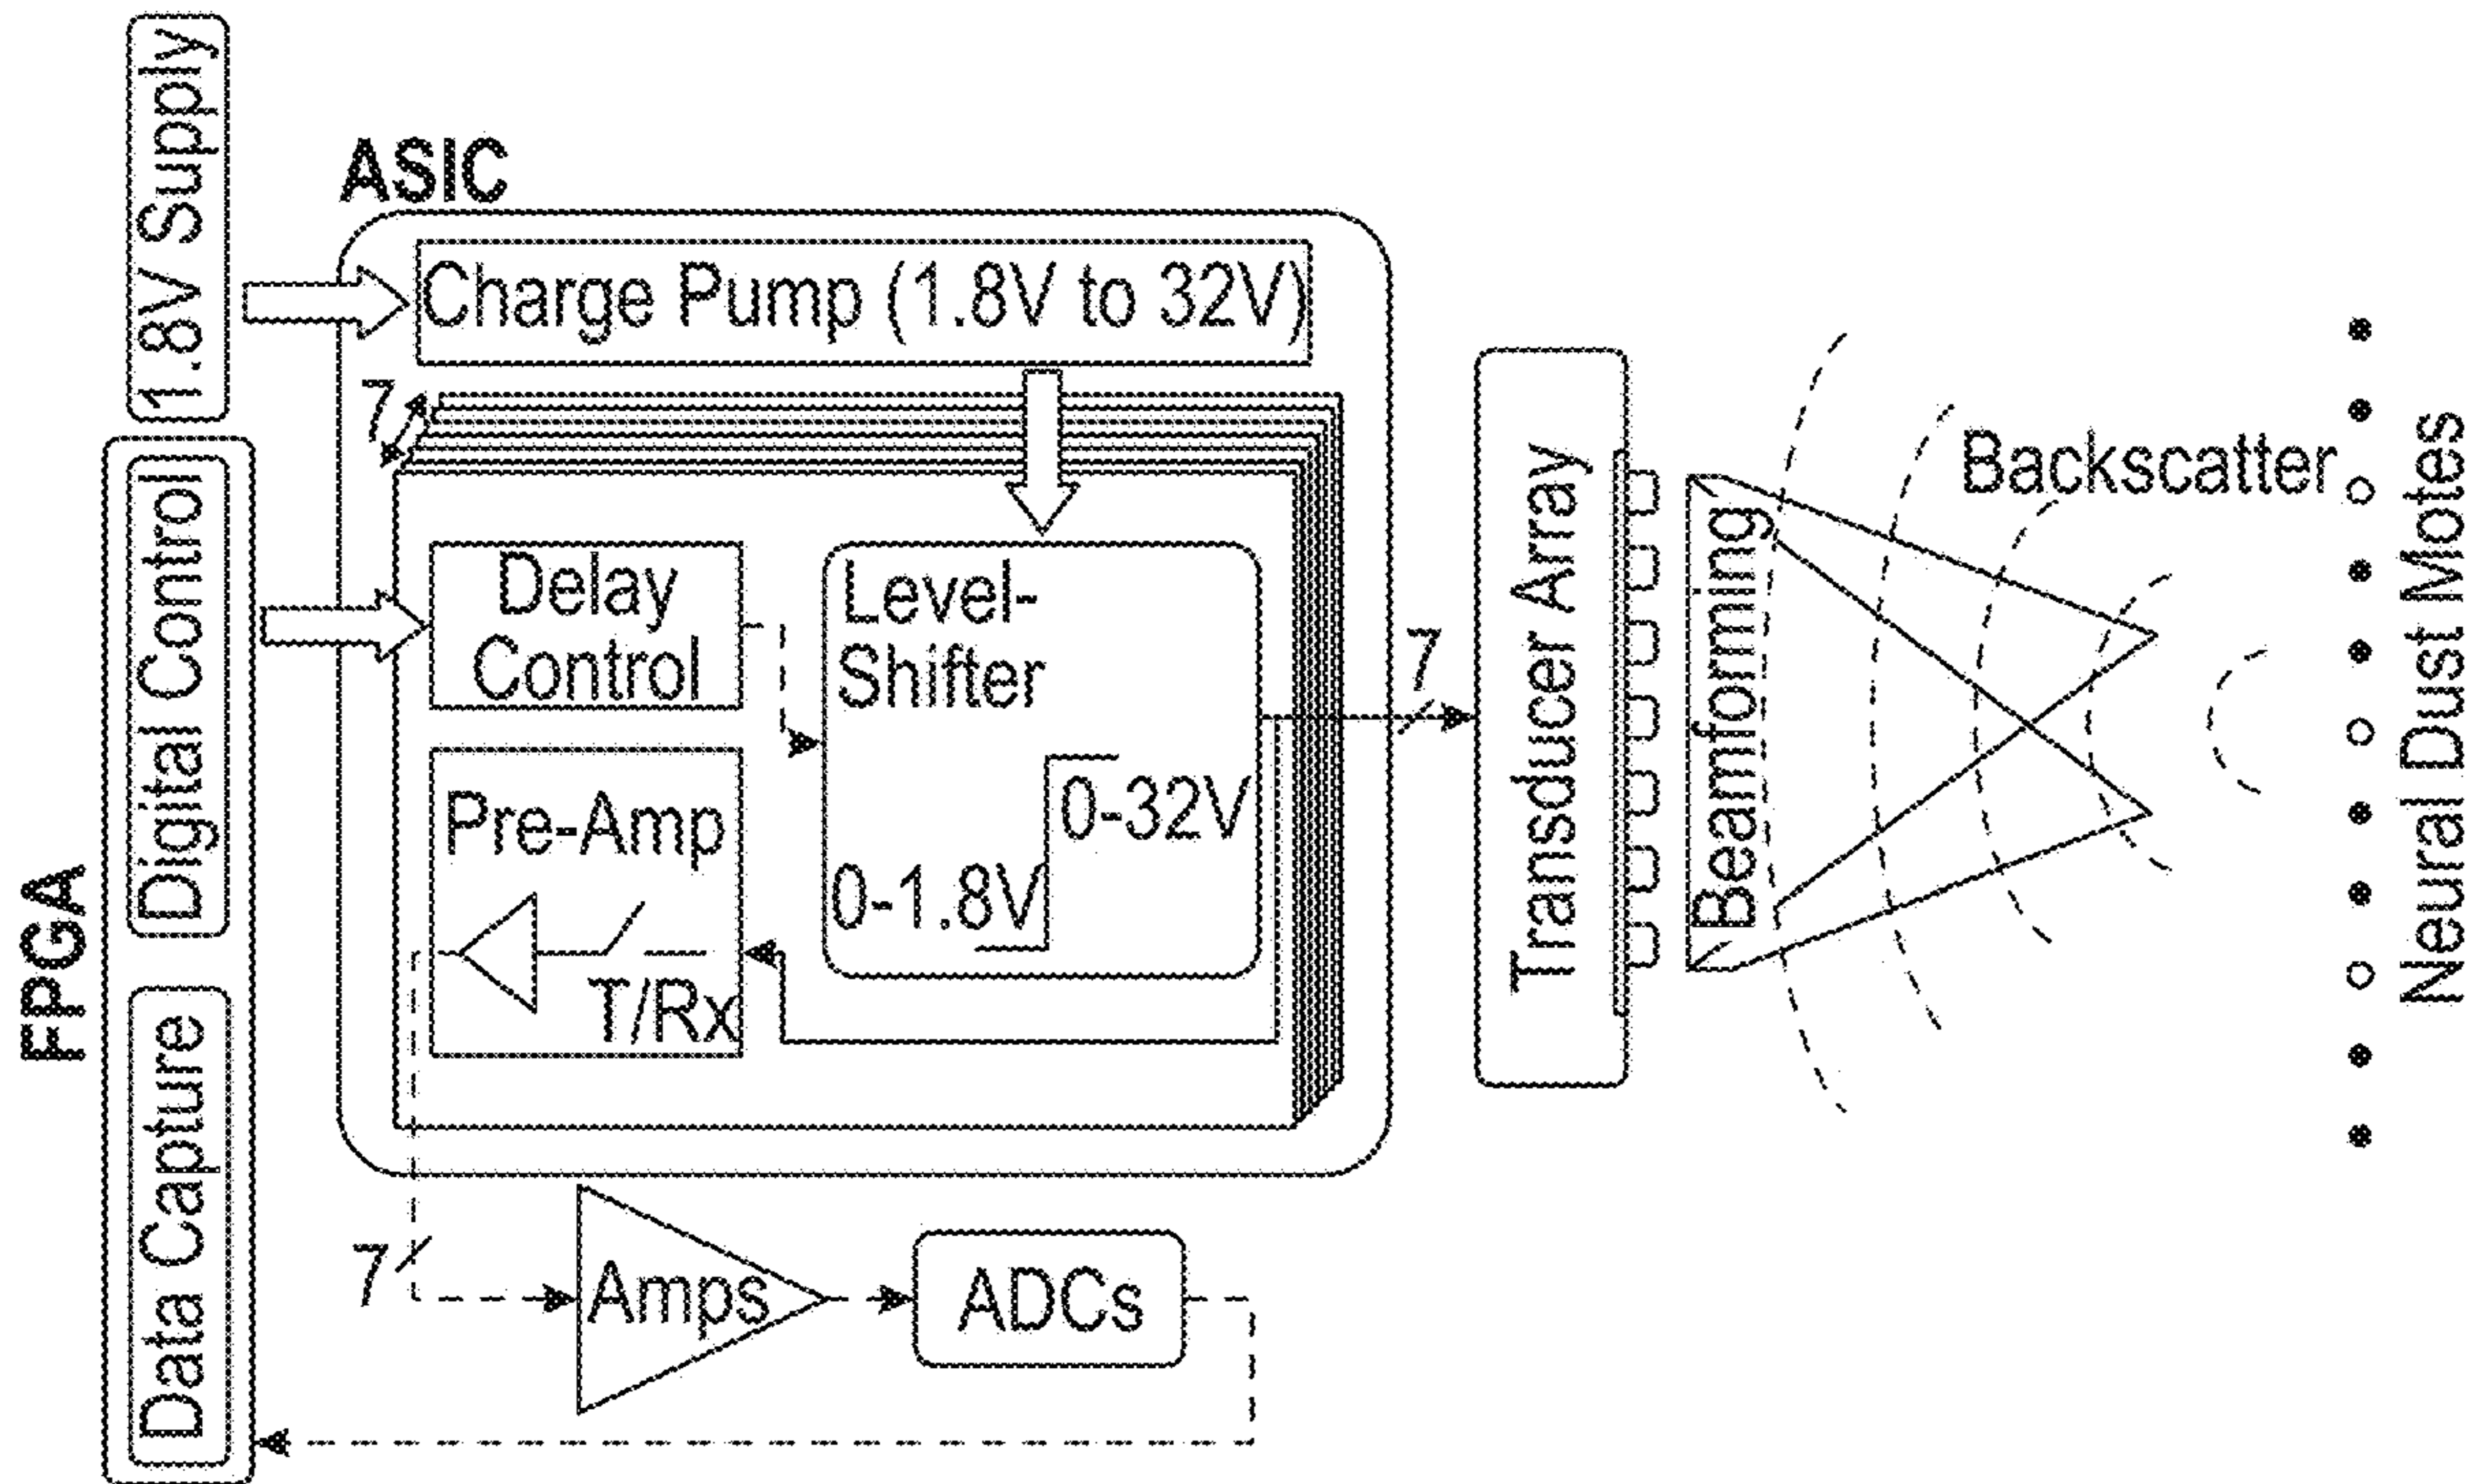 1.8V Supply
FPGA
Digital Control
Data Capture
ASIC
Charge Pump (1.8V to 32V)
7
Delay
Control
Level-
Shifter
0-32V
0-1.8V
Pre-Amp
T/Rx
7
Amps
ADCs
7
Transducer Array
Beamforming
Backscatter
Neural Dust Motes